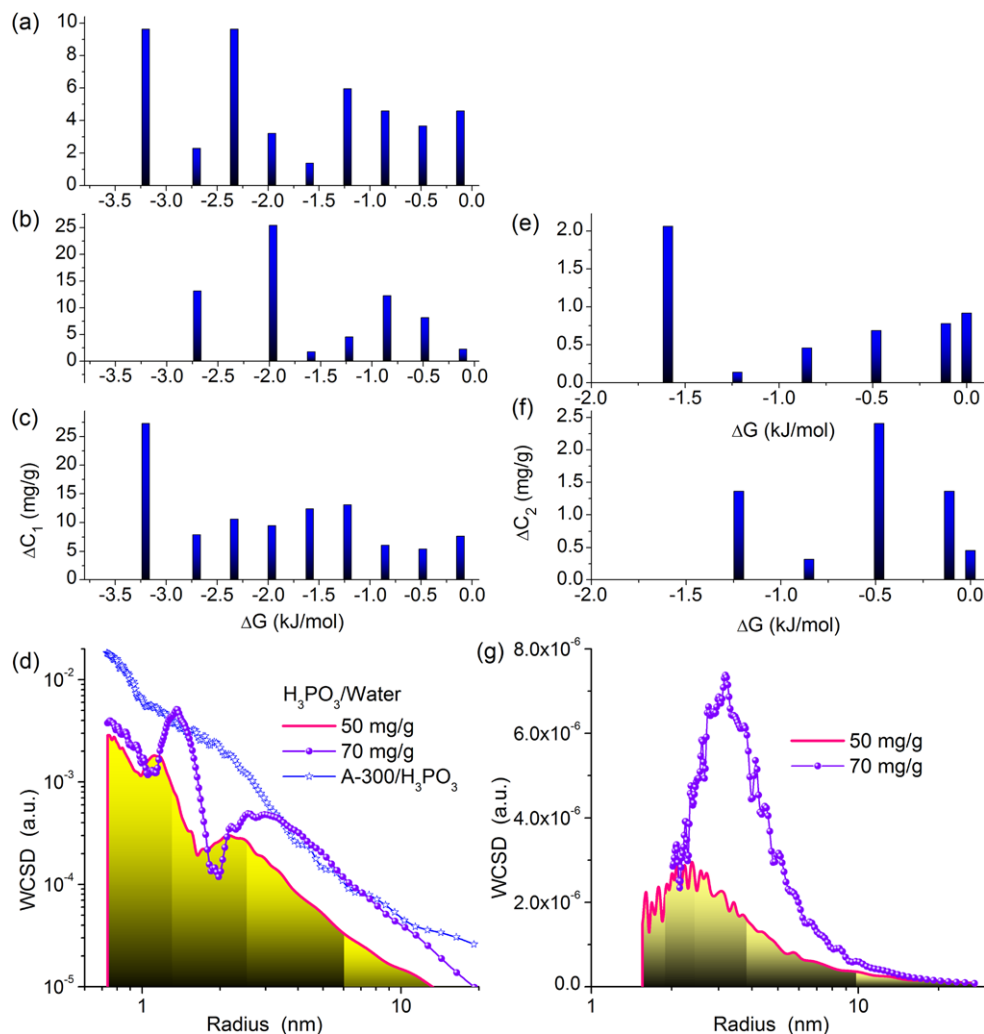 (a)
10
8
6
4
2
0
-3.5 -3.0 -2.5 -2.0 -1.5 -1.0 -0.5 0.0
(b)
25
20
15
10
5
0
-3.5 -3.0 -2.5 -2.0 -1.5 -1.0 -0.5 0.0
(c)
25
20
15
10
5
0
ΔC₁ (mg/g)
-3.5 -3.0 -2.5 -2.0 -1.5 -1.0 -0.5 0.0
ΔG (kJ/mol)
(e)
2.0
1.5
1.0
0.5
0.0
-2.0 -1.5 -1.0 -0.5 0.0
ΔG (kJ/mol)
(f)
2.5
2.0
1.5
1.0
0.5
0.0
ΔC₂ (mg/g)
-2.0 -1.5 -1.0 -0.5 0.0
ΔG (kJ/mol)
(d)
10⁻²
10⁻³
10⁻⁴
10⁻⁵
WCSD (a.u.)
H₃PO₃/Water
50 mg/g
70 mg/g
A-300/H₃PO₃
1 10
Radius (nm)
(g)
8.0x10⁻⁶
6.0x10⁻⁶
4.0x10⁻⁶
2.0x10⁻⁶
0.0
WCSD (a.u.)
50 mg/g
70 mg/g
1 10
Radius (nm)